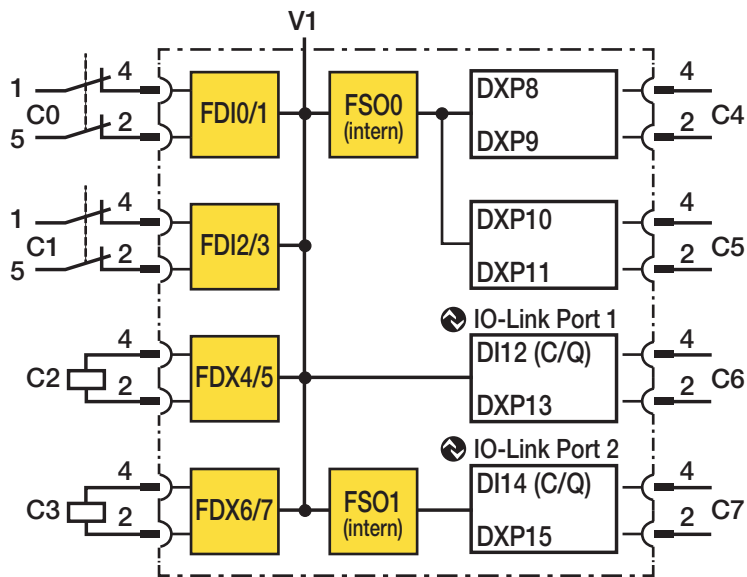 V1
1
4
C0
5
2
FDI0/1
FSO0
(intern)
DXP8
DXP9
4
2
C4
1
4
C1
5
2
FDI2/3
DXP10
DXP11
4
2
C5
IO-Link Port 1
C2
4
2
FDX4/5
DI12 (C/Q)
DXP13
4
2
C6
IO-Link Port 2
C3
4
2
FDX6/7
FSO1
(intern)
DI14 (C/Q)
DXP15
4
2
C7